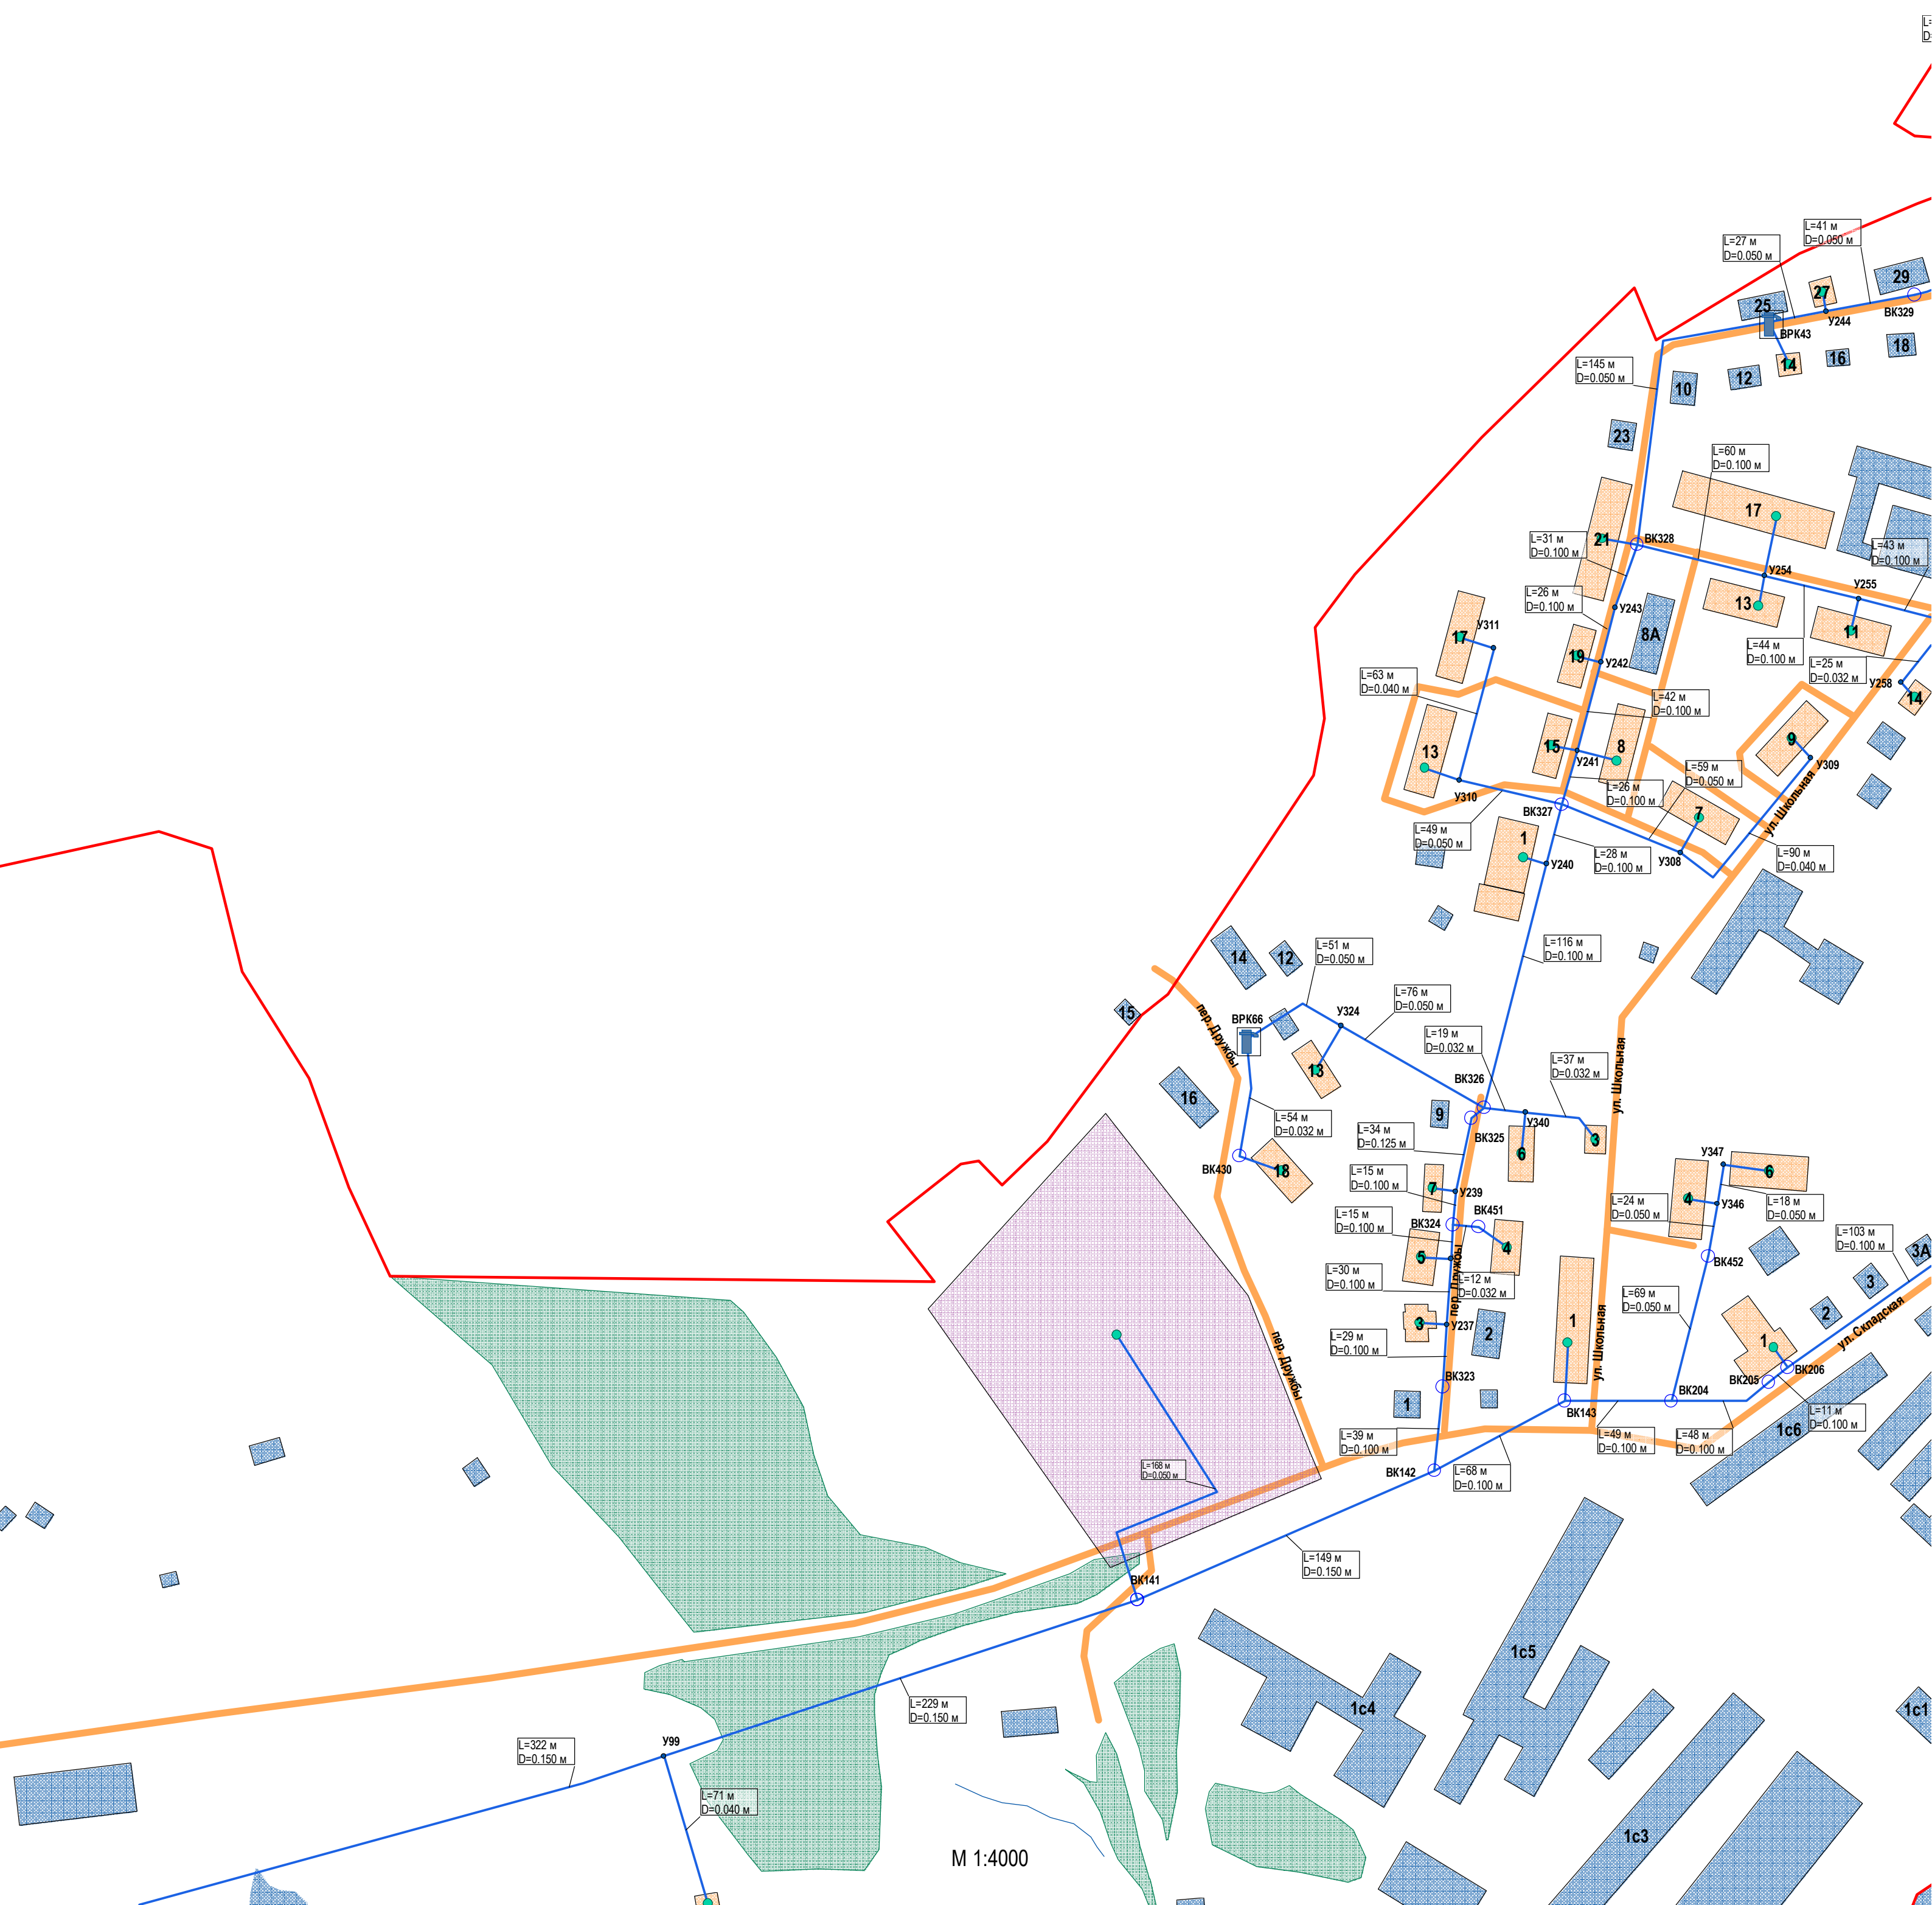 L=41 м
D=0.050 м
L=27 м
D=0.050 м
29
27
25
ВК329
У244
ВРК43
18
16
14
12
10
L=145 м
D=0.050 м
23
L=60 м
D=0.100 м
17
21
ВК328
L=31 м
D=0.100 м
L=43 м
D=0.100 м
У254
У255
L=26 м
D=0.100 м
13
У243
11
8А
У311
17
19
У242
L=44 м
D=0.100 м
L=25 м
D=0.032 м
У258
14
L=63 м
D=0.040 м
L=42 м
D=0.100 м
13
15
8
9
У241
У309
L=59 м
D=0.050 м
L=26 м
D=0.100 м
У310
ВК327
7
ул. Школьная
L=49 м
D=0.050 м
1
У240
L=28 м
D=0.100 м
У308
L=90 м
D=0.040 м
L=51 м
D=0.050 м
L=116 м
D=0.100 м
14
12
15
L=76 м
D=0.050 м
У324
ВРК66
пер. Дружбы
L=19 м
D=0.032 м
L=37 м
D=0.032 м
13
ВК326
ул. Школьная
16
9
У340
L=54 м
D=0.032 м
L=34 м
D=0.125 м
ВК325
3
6
У347
ВК430
18
L=15 м
D=0.100 м
7
У239
6
4
У346
L=24 м
D=0.050 м
L=18 м
D=0.050 м
L=15 м
D=0.100 м
ВК324
ВК451
L=103 м
D=0.100 м
5
4
3А
ВК452
L=30 м
D=0.100 м
L=12 м
D=0.032 м
пер. Дружбы
3
L=69 м
D=0.050 м
2
3
У237
2
1
1
ул. Школьная
ул. Складская
L=29 м
D=0.100 м
пер. Дружбы
ВК323
ВК205
ВК206
1
ВК143
ВК204
L=11 м
D=0.100 м
1с6
L=39 м
D=0.100 м
L=49 м
D=0.100 м
L=48 м
D=0.100 м
L=168 м
D=0.050 м
ВК142
L=68 м
D=0.100 м
L=149 м
D=0.150 м
ВК141
1с5
L=229 м
D=0.150 м
1с4
1с1
У99
L=322 м
D=0.150 м
L=71 м
D=0.040 м
1с3
М 1:4000